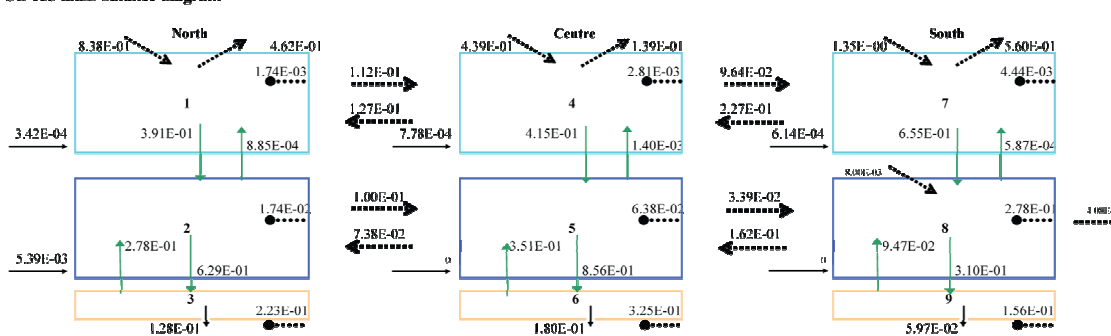 North Centre South
8.38E-01 4.62E-01 4.39E-01 1.39E-01 1.35E+00 5.60E-01
1.74E-03 1.12E-01 2.81E-03 9.64E-02 4.44E-03
1 4 7
1.27E-01 2.27E-01
3.42E-04 3.91E-01 7.78E-04 4.15E-01 6.14E-04 6.55E-01
8.85E-04 1.40E-03 5.87E-04
8.00E-03
1.74E-02 1.00E-01 6.38E-02 3.39E-02 2.78E-01
2 5 8
2.78E-01 7.38E-02 3.51E-01 1.62E-01 9.47E-02
5.39E-03 6.29E-01 0 8.56E-01 0 3.10E-01
3 6 9
2.23E-01 3.25E-01 1.56E-01
1.28E-01 1.80E-01 5.97E-02